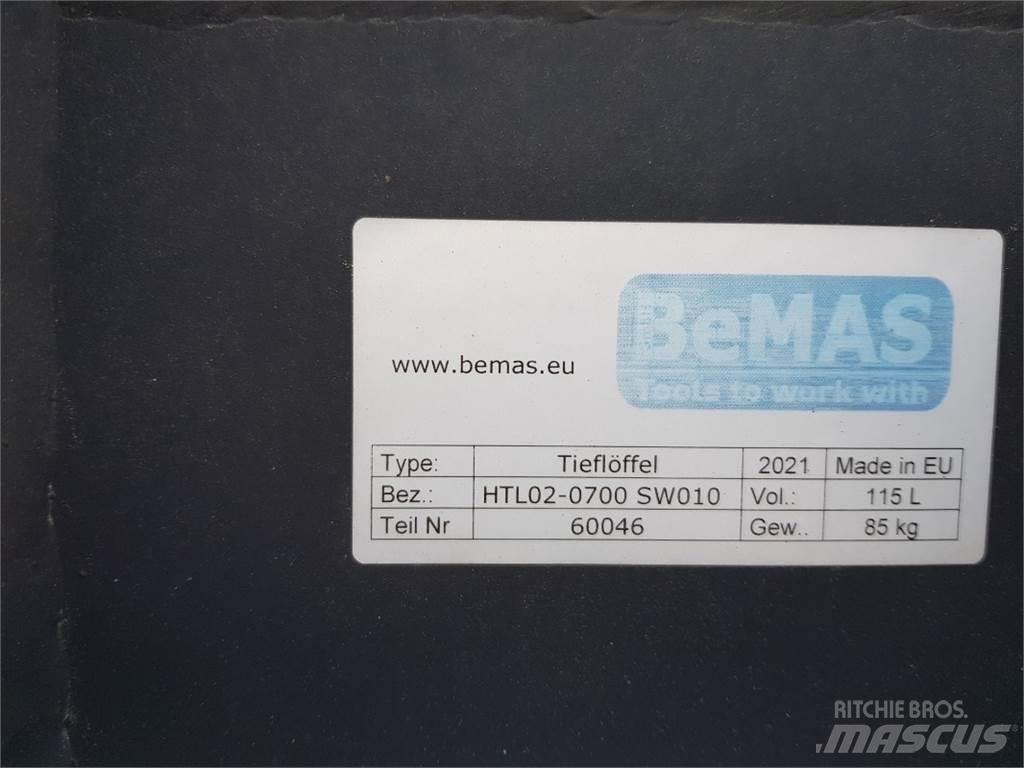 www.bemas.eu
BeMAS
Tools to work with
Type: Tieflöffel 2021 Made in EU
Bez.: HTL02-0700 SW010 Vol.: 115 L
Teil Nr 60046 Gew.. 85 kg
RITCHIE BROS.
MASCUS